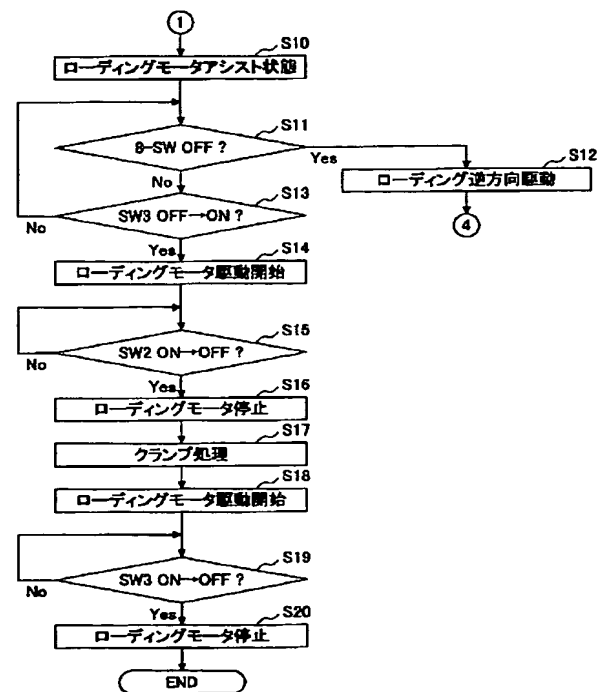 1
S10
ローディングモータアシスト状態
S11
8-SW OFF ?
Yes
S12
ローディング逆方向駆動
4
No
S13
SW3 OFF→ON ?
No
Yes
S14
ローディングモータ駆動開始
S15
SW2 ON→OFF ?
No
Yes
S16
ローディングモータ停止
S17
クランプ処理
S18
ローディングモータ駆動開始
S19
SW3 ON→OFF ?
No
Yes
S20
ローディングモータ停止
END